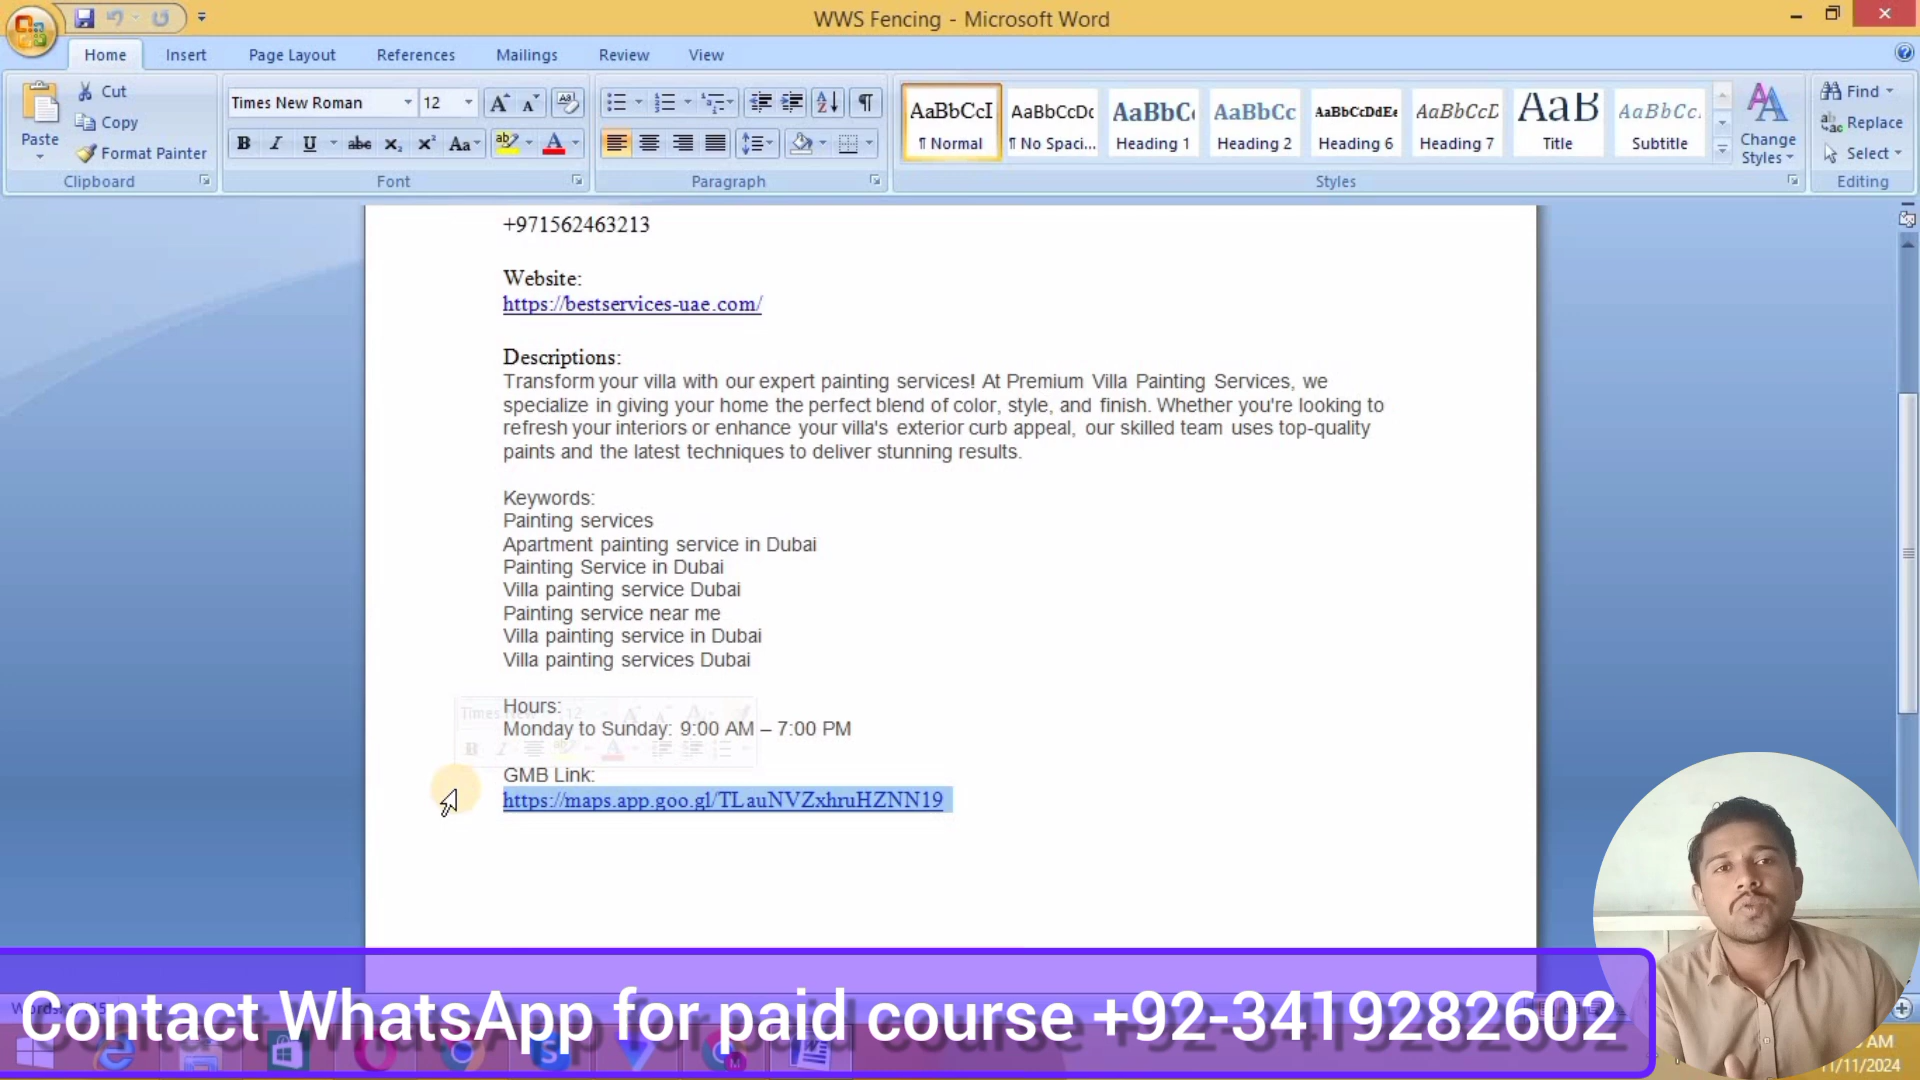 WWS Fencing - Microsoft Word
Home Insert Page Layout References Mailings Review View
Paste
Cut
Copy
Format Painter
Clipboard
Times New Roman 12
Font
Paragraph
AaBbCcI AaBbCcDc AaBbC AaBbCc AaBbCcDdEe AaBbCcD AaB AaBbCc.
¶ Normal ¶ No Spaci... Heading 1 Heading 2 Heading 6 Heading 7 Title Subtitle
Change Styles
Styles
Find
Replace
Select
Editing
+971562463213
Website:
https://bestservices-uae.com/
Descriptions:
Transform your villa with our expert painting services! At Premium Villa Painting Services, we
specialize in giving your home the perfect blend of color, style, and finish. Whether you're looking to
refresh your interiors or enhance your villa's exterior curb appeal, our skilled team uses top-quality
paints and the latest techniques to deliver stunning results.
Keywords:
Painting services
Apartment painting service in Dubai
Painting Service in Dubai
Villa painting service Dubai
Painting service near me
Villa painting service in Dubai
Villa painting services Dubai
Hours:
Monday to Sunday: 9:00 AM – 7:00 PM
GMB Link:
https://maps.app.goo.gl/TLauNVZxhruHZNN19
Contact WhatsApp for paid course +92-3419282602
AM
11/11/2024